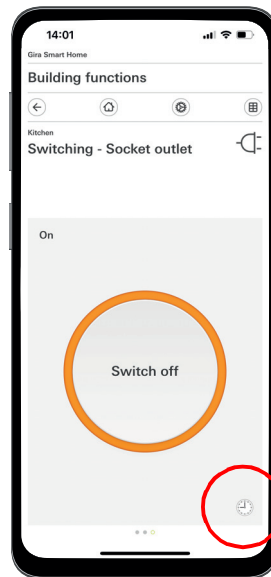 14:01
Gira Smart Home
Building functions
Kitchen
Switching - Socket outlet
On
Switch off